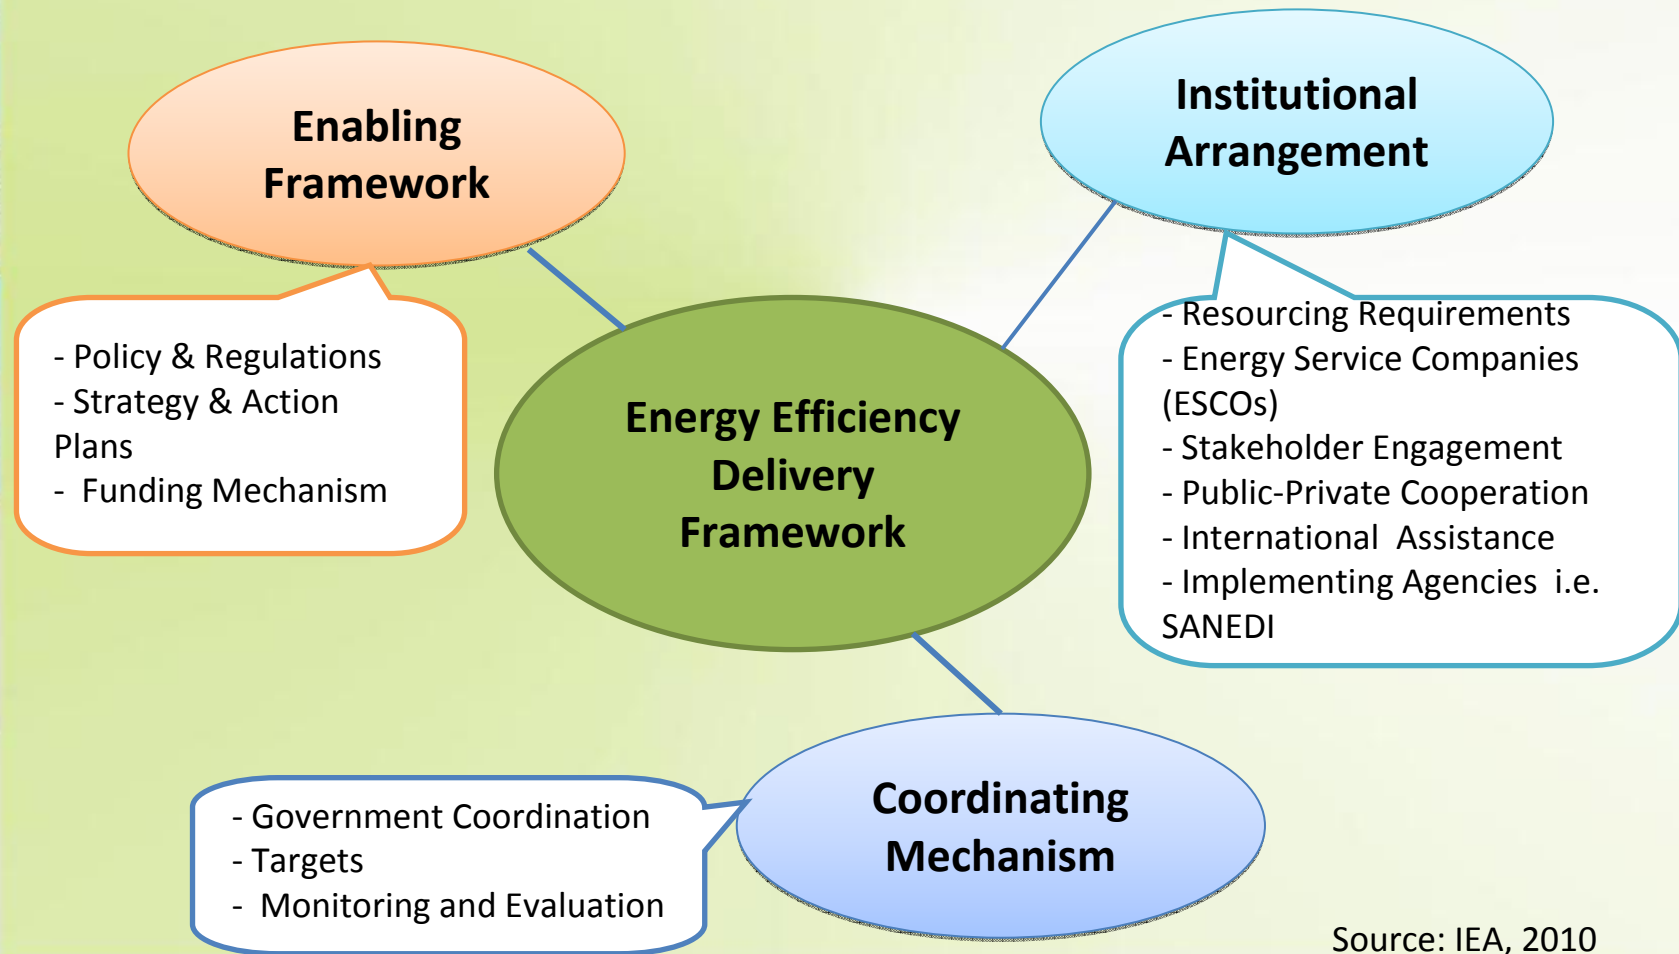 Enabling
Framework
Institutional
Arrangement
- Policy & Regulations
- Strategy & Action
Plans
- Funding Mechanism
Energy Efficiency
Delivery
Framework
- Resourcing Requirements
- Energy Service Companies
(ESCOs)
- Stakeholder Engagement
- Public-Private Cooperation
- International Assistance
- Implementing Agencies i.e.
SANEDI
- Government Coordination
- Targets
- Monitoring and Evaluation
Coordinating
Mechanism
Source: IEA, 2010